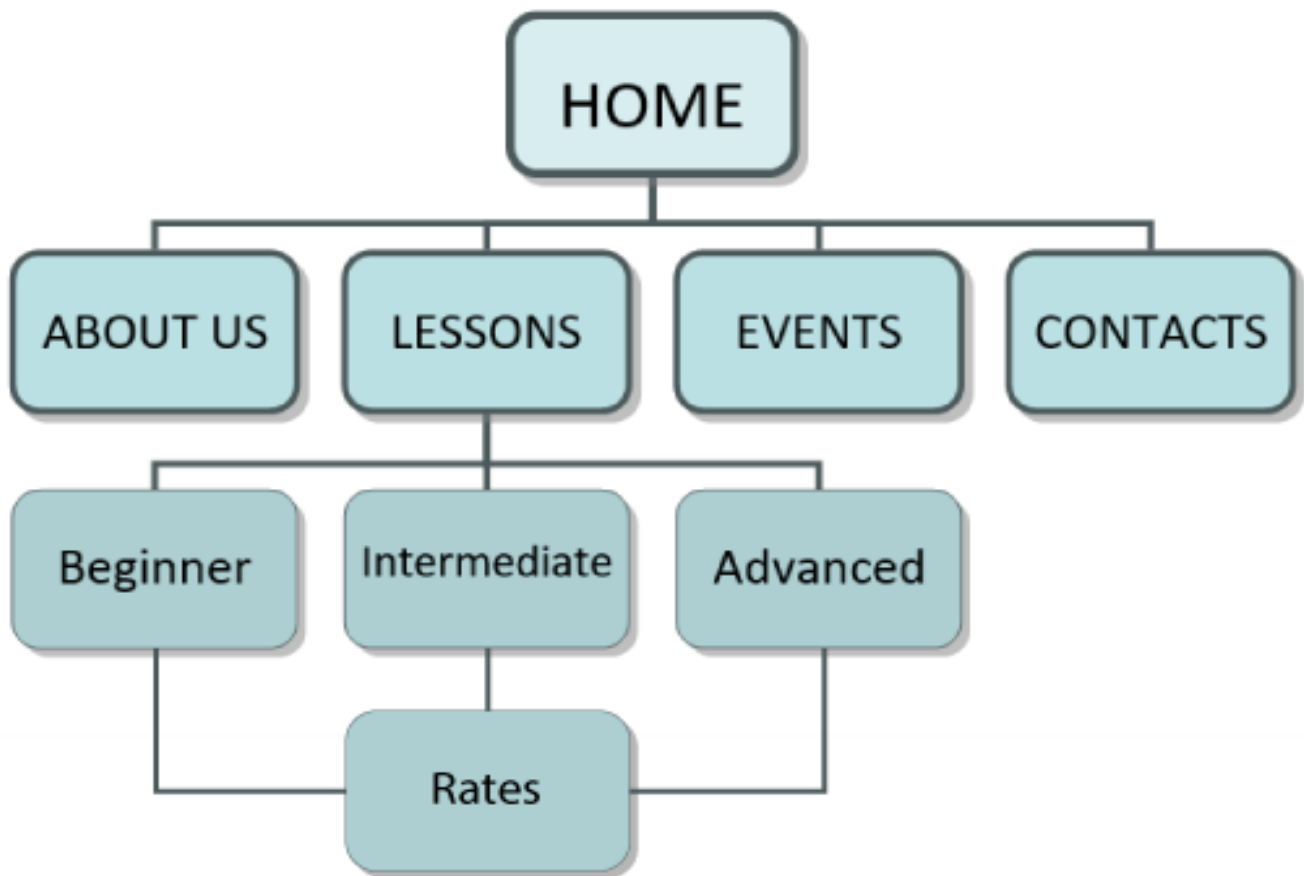 HOME
ABOUT US
LESSONS
EVENTS
CONTACTS
Beginner
Intermediate
Advanced
Rates